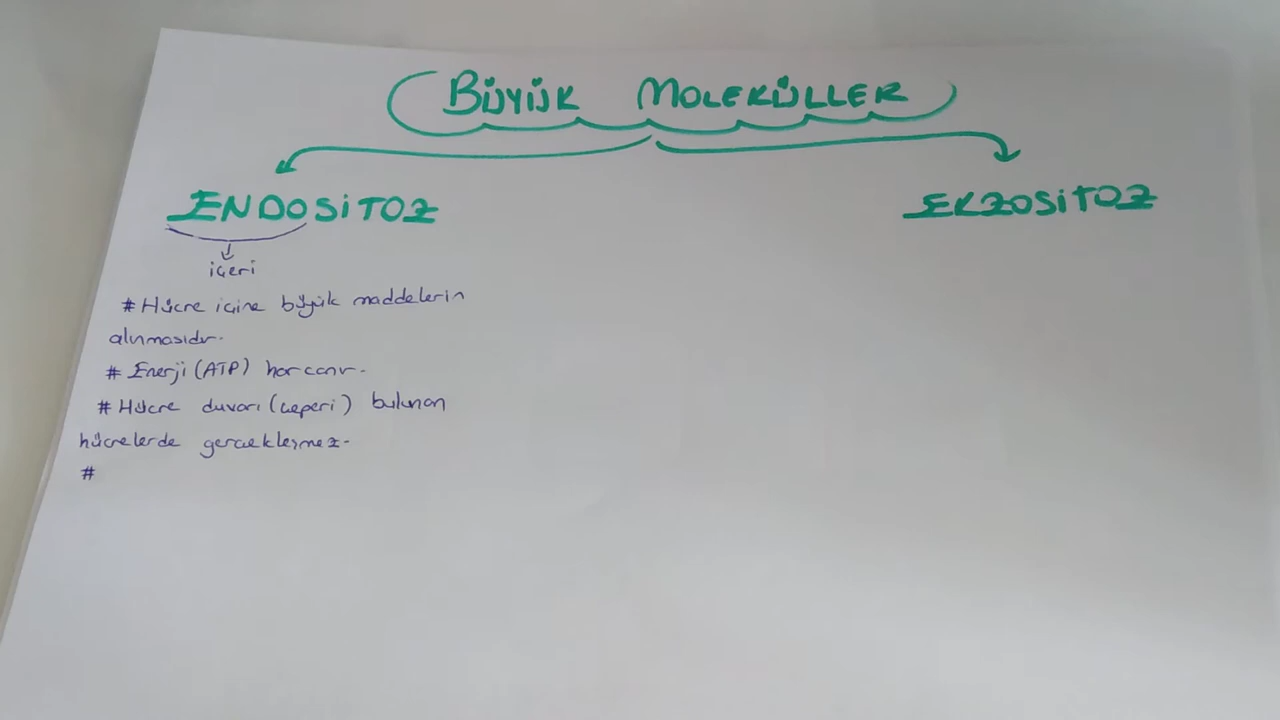 BÜYÜK MOLEKÜLLER
ENDOSİTOZ
EKZOSİTOZ
içeri
# Hücre içine büyük maddelerin
alınmasıdır.
# Enerji (ATP) harcanır.
# Hücre duvarı (çeperi) bulunan
hücrelerde gerçekleşmez.
#